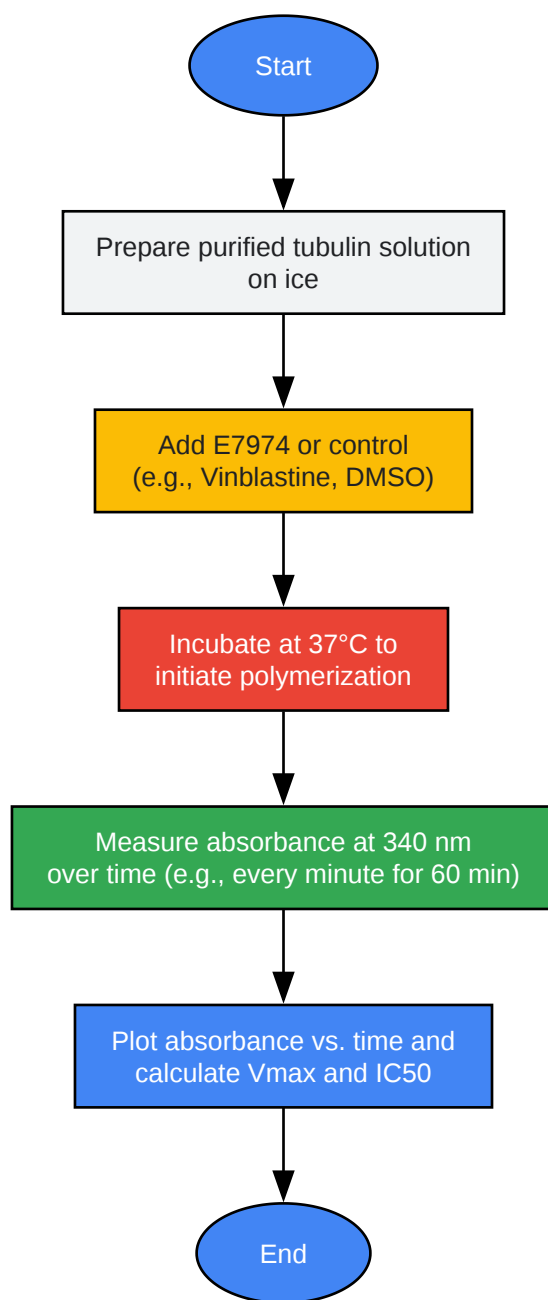 Start
Prepare purified tubulin solution
on ice
Add E7974 or control
(e.g., Vinblastine, DMSO)
Incubate at 37°C to
initiate polymerization
Measure absorbance at 340 nm
over time (e.g., every minute for 60 min)
Plot absorbance vs. time and
calculate Vmax and IC50
End